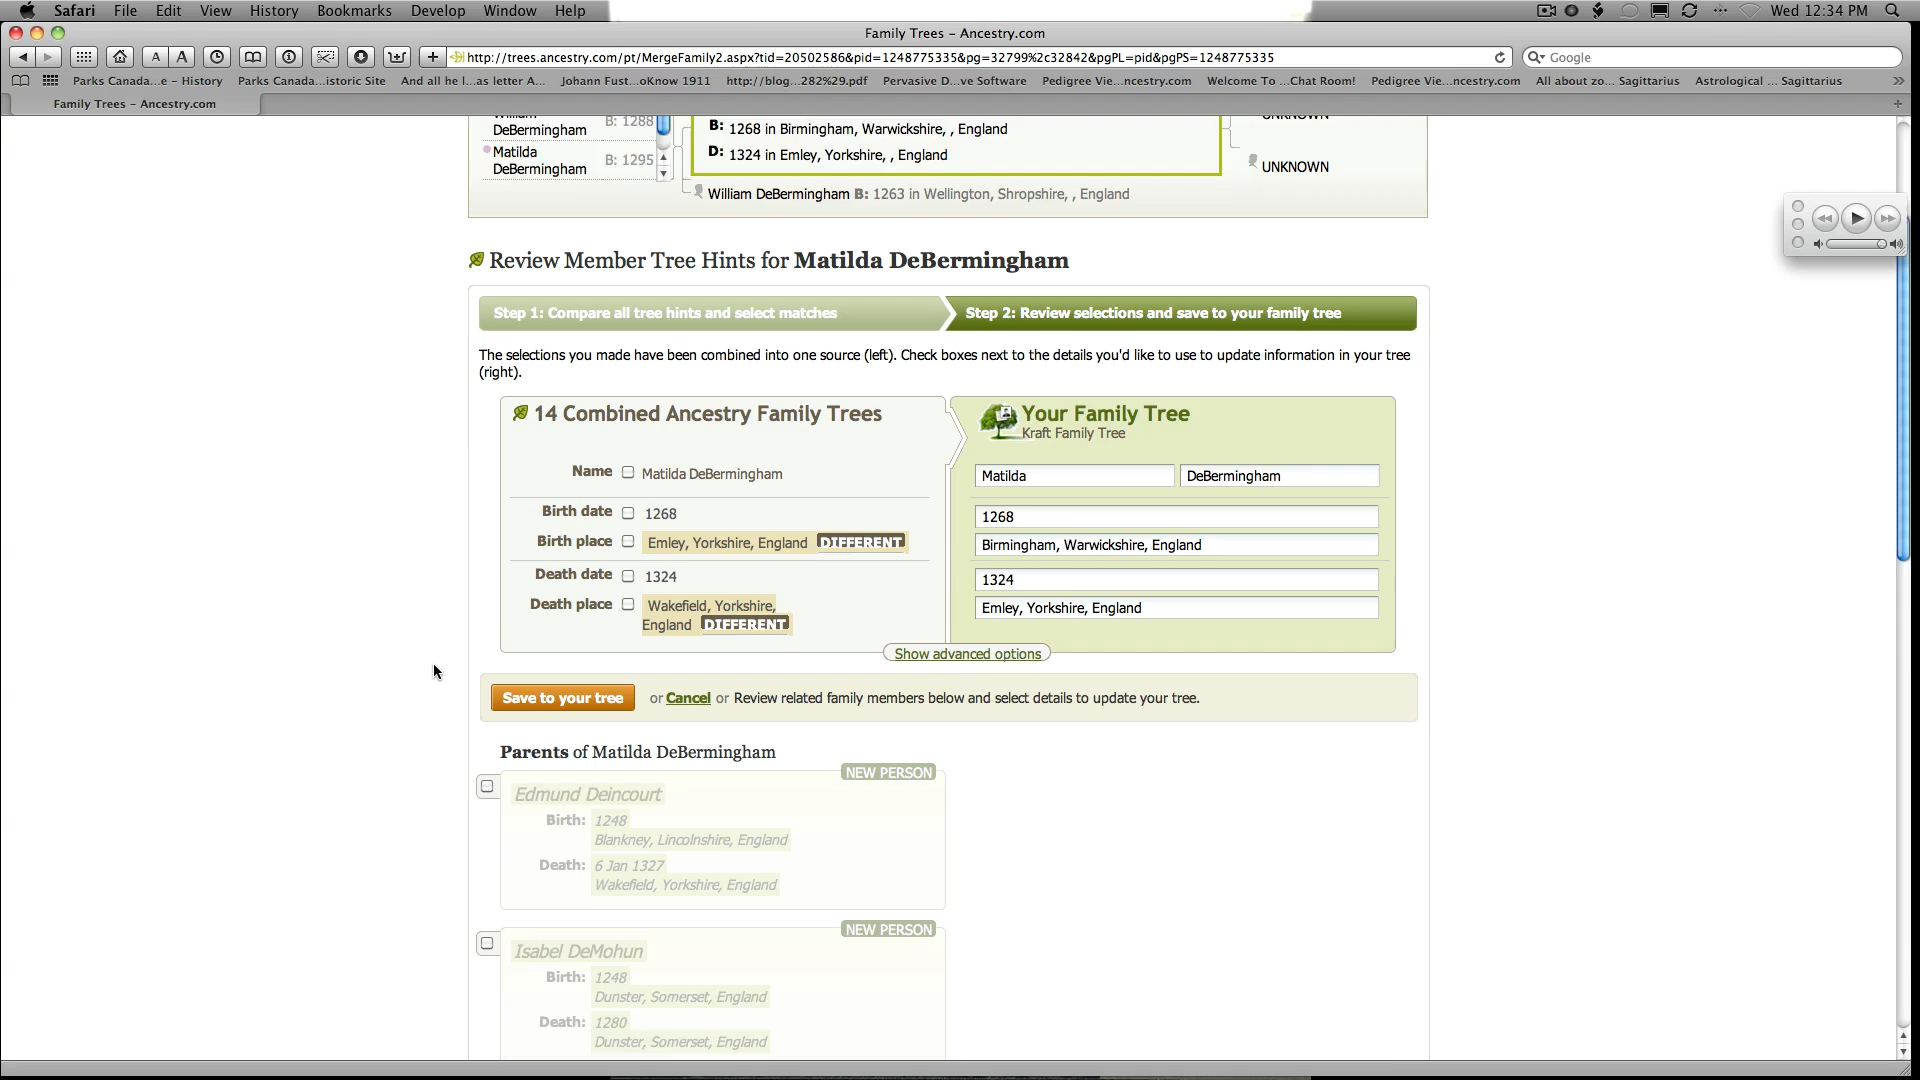 Safari File Edit View History Bookmarks Develop Window Help Wed 12:34 PM
Family Trees – Ancestry.com
A A http://trees.ancestry.com/pt/MergeFamily2.aspx?tid=20502586&pid=1248775335&pg=32799%2c32842&pgPL=pid&pgPS=1248775335 Google
Parks Canada...e – History Parks Canada...istoric Site And all he l...as letter A... Johann Fust...oKnow 1911 http://blog...282%29.pdf Pervasive D...ve Software Pedigree Vie...ncestry.com Welcome To ...Chat Room! Pedigree Vie...ncestry.com All about zo... Sagittarius Astrological ... Sagittarius
Family Trees – Ancestry.com
William DeBermingham B: 1288
Matilda DeBermingham B: 1295
B: 1268 in Birmingham, Warwickshire, , England
D: 1324 in Emley, Yorkshire, , England
William DeBermingham B: 1263 in Wellington, Shropshire, , England
UNKNOWN
UNKNOWN
Review Member Tree Hints for Matilda DeBermingham
Step 1: Compare all tree hints and select matches Step 2: Review selections and save to your family tree
The selections you made have been combined into one source (left). Check boxes next to the details you'd like to use to update information in your tree
(right).
14 Combined Ancestry Family Trees
Your Family Tree
Kraft Family Tree
Name Matilda DeBermingham Matilda DeBermingham
Birth date 1268 1268
Birth place Emley, Yorkshire, England DIFFERENT Birmingham, Warwickshire, England
Death date 1324 1324
Death place Wakefield, Yorkshire, Emley, Yorkshire, England
England DIFFERENT
Show advanced options
Save to your tree or Cancel or Review related family members below and select details to update your tree.
Parents of Matilda DeBermingham
NEW PERSON
Edmund Deincourt
Birth: 1248
Blankney, Lincolnshire, England
Death: 6 Jan 1327
Wakefield, Yorkshire, England
NEW PERSON
Isabel DeMohun
Birth: 1248
Dunster, Somerset, England
Death: 1280
Dunster, Somerset, England